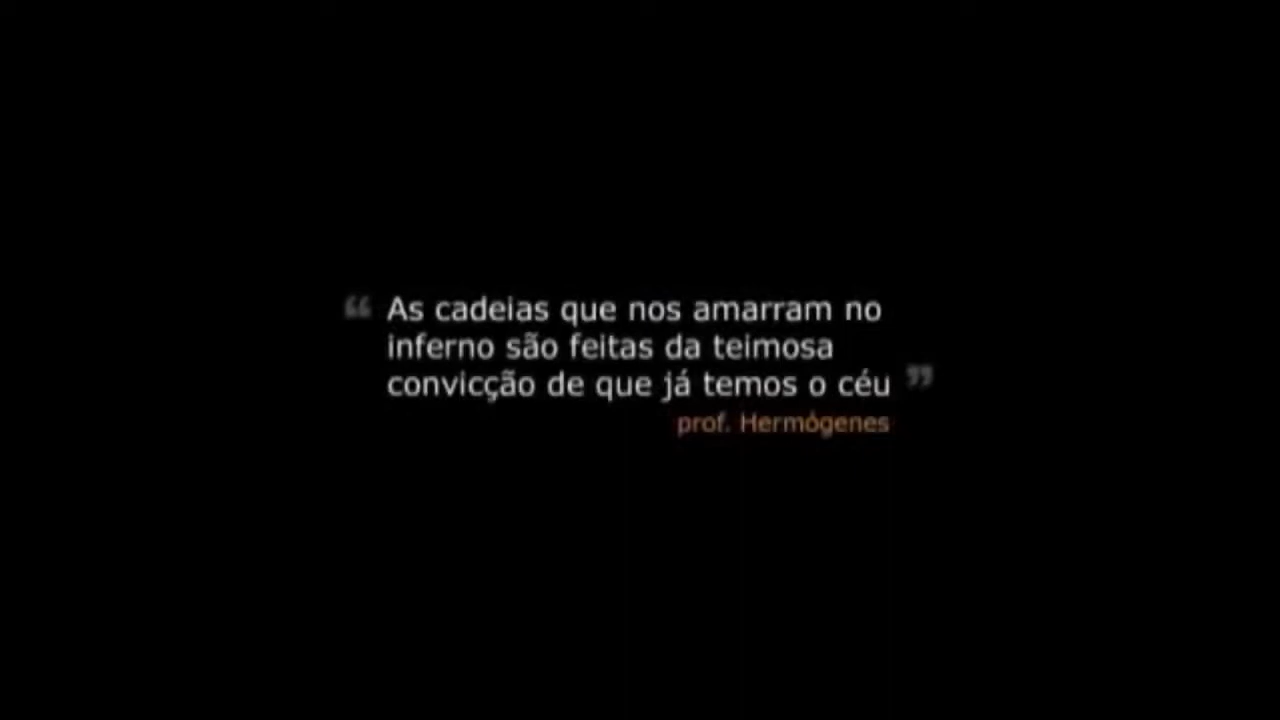 “ As cadeias que nos amarram no
inferno são feitas da teimosa
convicção de que já temos o céu ”
prof. Hermógenes